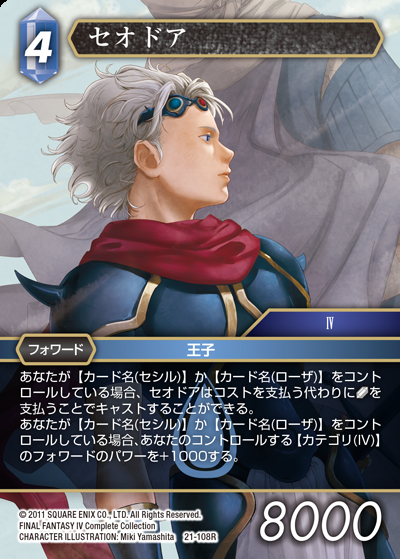 4
セオドア
IV
フォワード
王子
あなたが【カード名(セシル)】か【カード名(ローザ)】をコント
ロールしている場合、セオドアはコストを支払う代わりに を
支払うことでキャストすることができる。
あなたが【カード名(セシル)】か【カード名(ローザ)】をコント
ロールしている場合、あなたのコントロールする【カテゴリ(IV)】
のフォワードのパワーを+1000する。
© 2011 SQUARE ENIX CO., LTD. All Rights Reserved.
FINAL FANTASY IV Complete Collection
CHARACTER ILLUSTRATION: Miki Yamashita 21-108R
8000